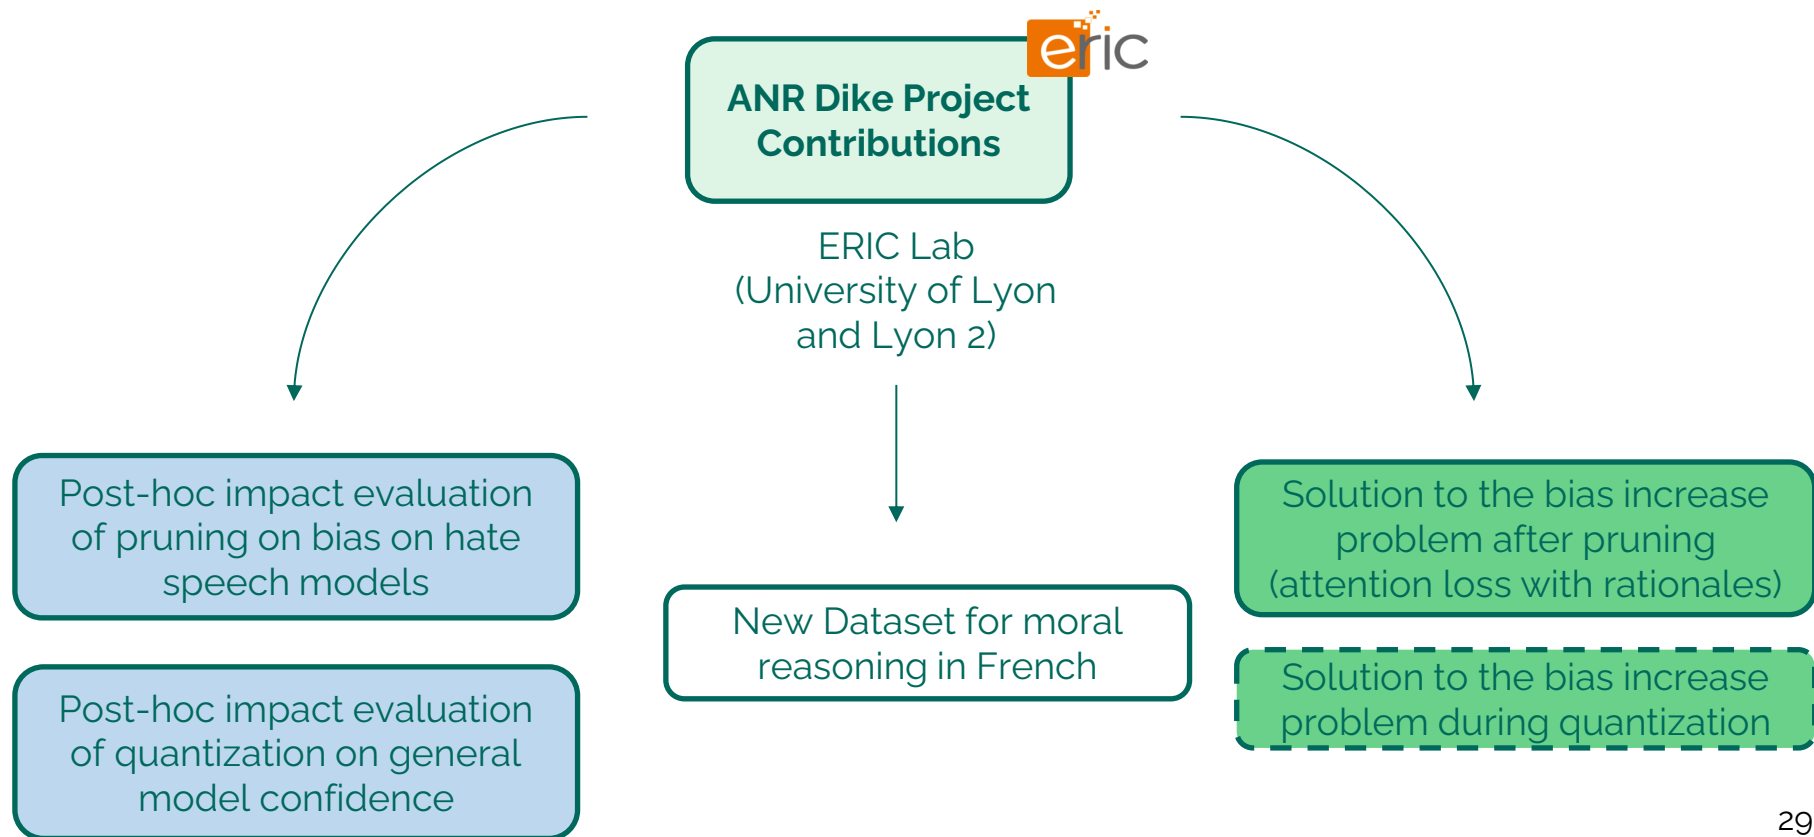 eric
ANR Dike Project
Contributions
ERIC Lab
(University of Lyon
and Lyon 2)
Post-hoc impact evaluation
of pruning on bias on hate
speech models
Post-hoc impact evaluation
of quantization on general
model confidence
New Dataset for moral
reasoning in French
Solution to the bias increase
problem after pruning
(attention loss with rationales)
Solution to the bias increase
problem during quantization
29